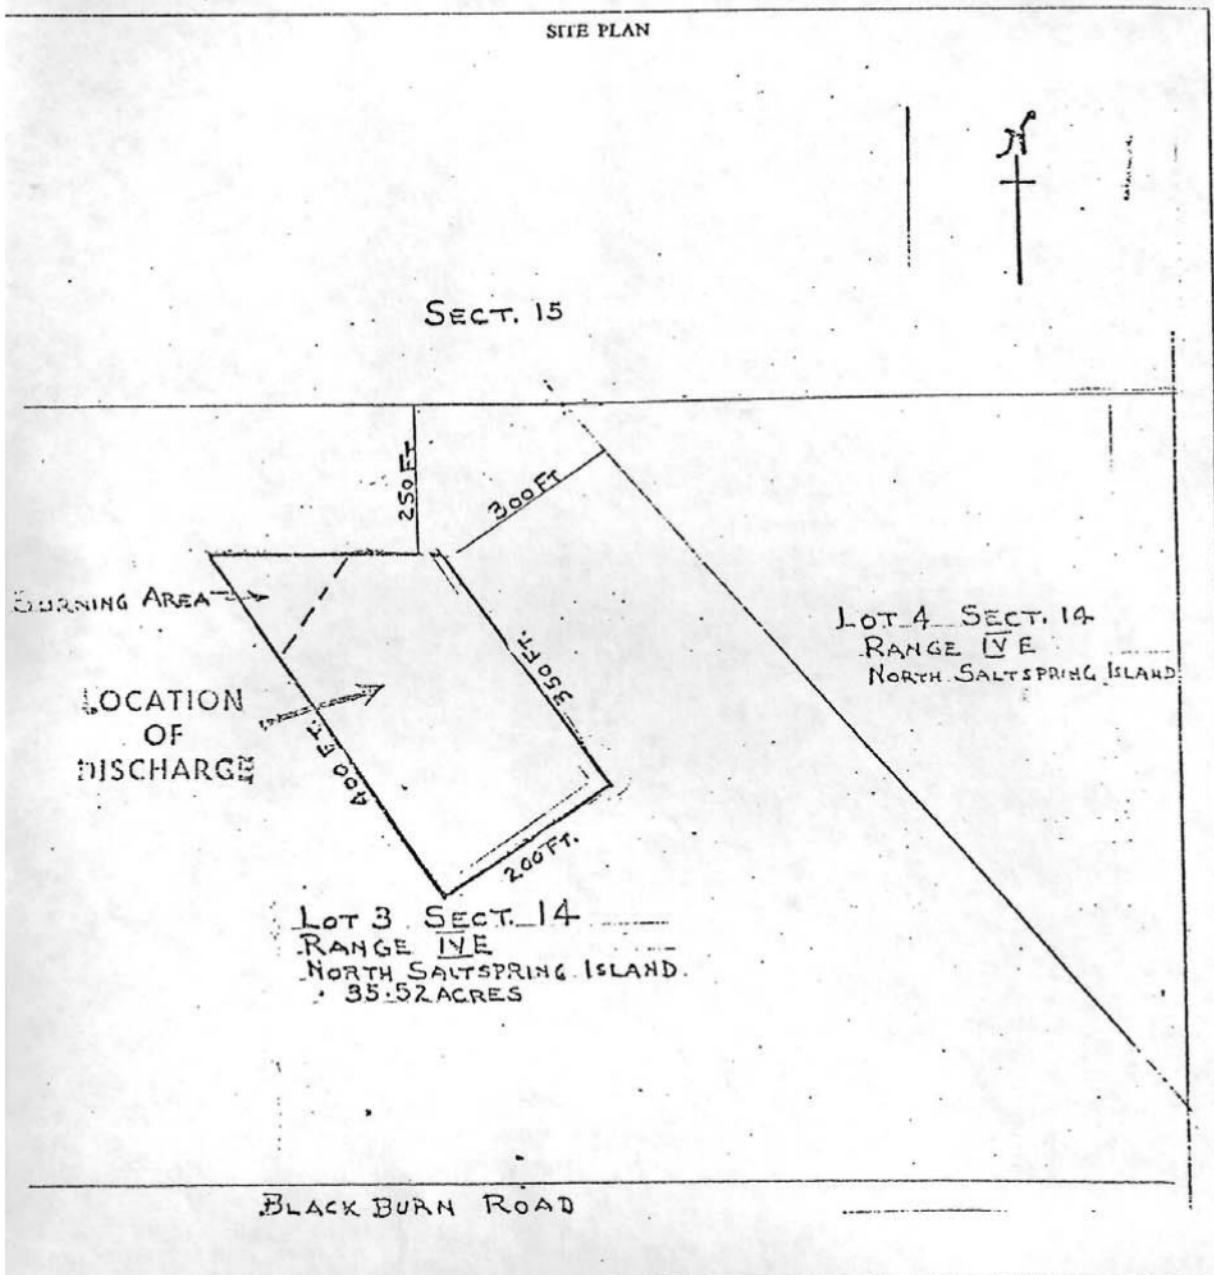 SITE PLAN
N
SECT. 15
250 FT
300 FT
BURNING AREA
LOT 4 SECT. 14
RANGE IV E
NORTH SALTSPRING ISLAND
350 FT.
LOCATION
OF
DISCHARGE
400 FT.
200 FT.
LOT 3 SECT. 14
RANGE IV E
NORTH SALTSPRING ISLAND.
35.52 ACRES
BLACK BURN ROAD